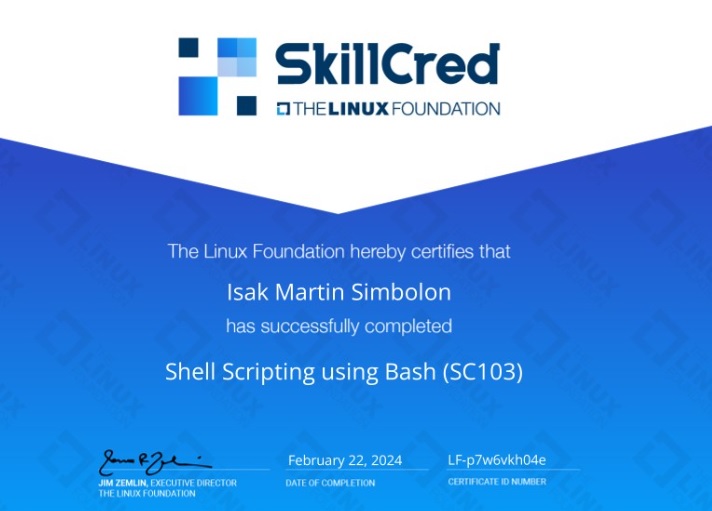 SkillCred
THE LINUX FOUNDATION
The Linux Foundation hereby certifies that
Isak Martin Simbolon
has successfully completed
Shell Scripting using Bash (SC103)
February 22, 2024
LF-p7w6vkh04e
JIM ZEMLIN, EXECUTIVE DIRECTOR
THE LINUX FOUNDATION
DATE OF COMPLETION
CERTIFICATE ID NUMBER